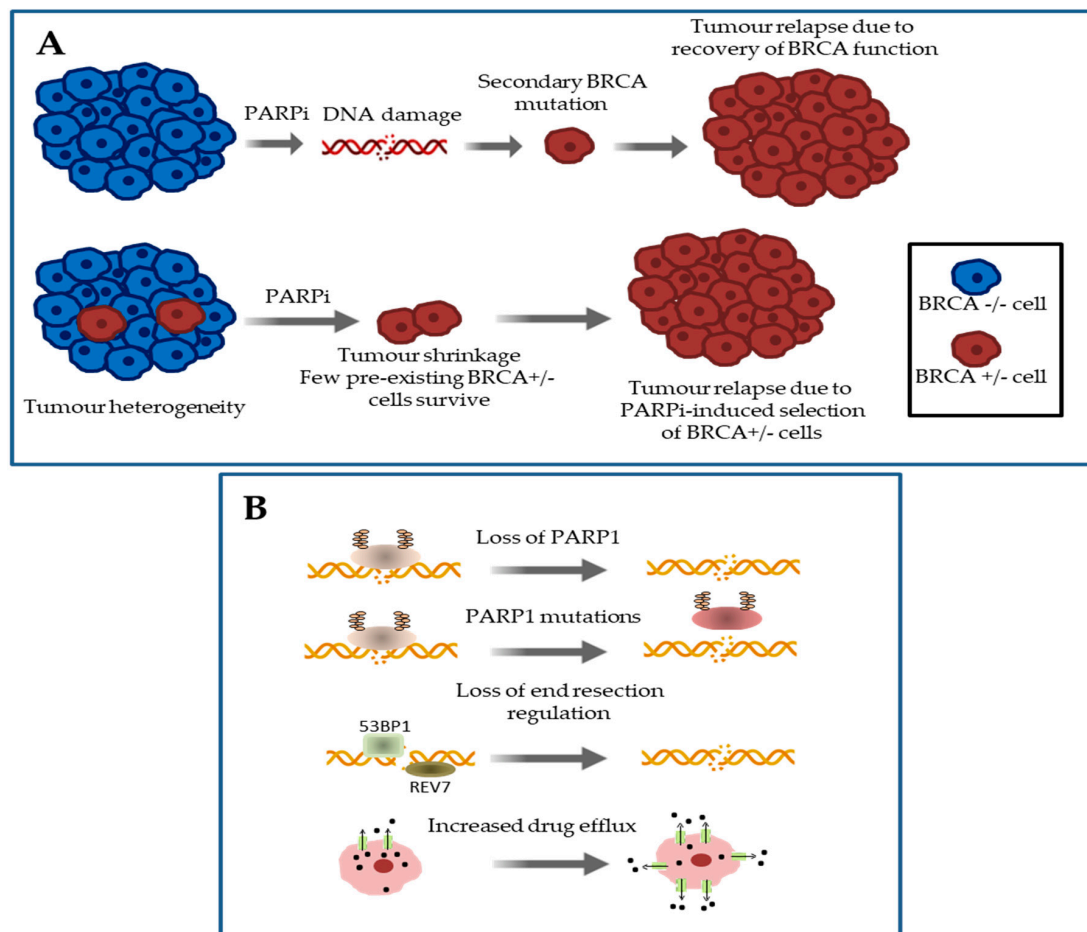 A
PARPi
DNA damage
Secondary BRCA
mutation
Tumour relapse due to
recovery of BRCA function
Tumour heterogeneity
PARPi
Tumour shrinkage
Few pre-existing BRCA+/-
cells survive
Tumour relapse due to
PARPi-induced selection
of BRCA+/- cells
BRCA -/- cell
BRCA +/- cell
B
Loss of PARP1
PARP1 mutations
Loss of end resection
regulation
53BP1
REV7
Increased drug efflux